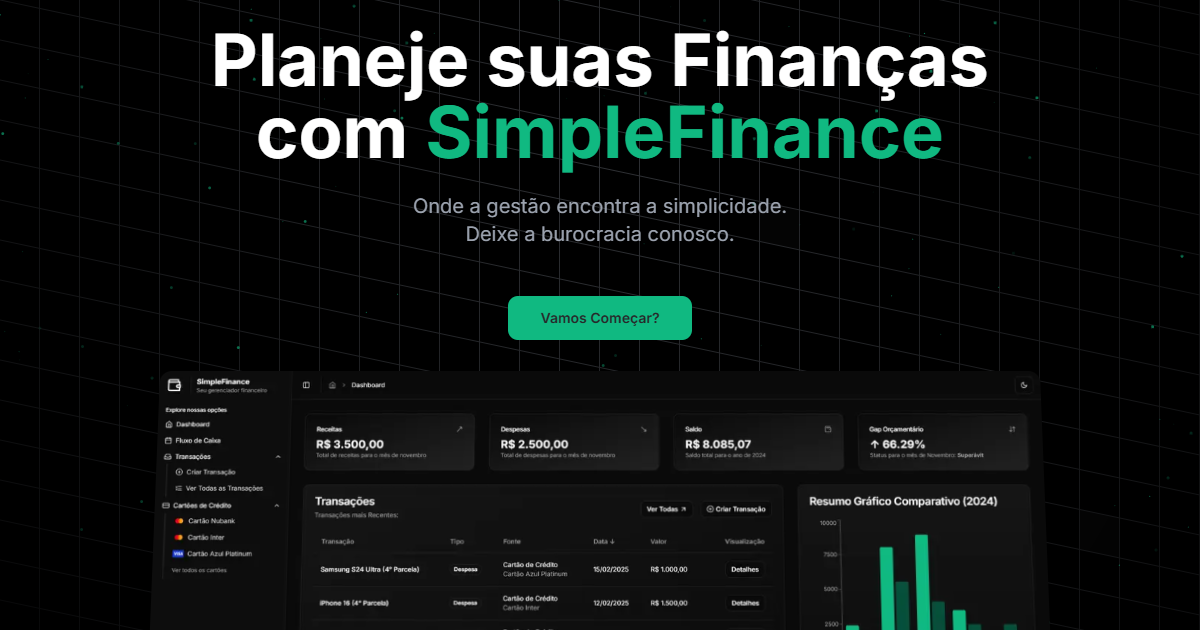 Planeje suas Finanças
com SimpleFinance
Onde a gestão encontra a simplicidade.
Deixe a burocracia conosco.
Vamos Começar?
SimpleFinance
Seu gerenciador financeiro
Explore nossas opções
Dashboard
Fluxo de Caixa
Transações
Criar Transação
Ver Todas as Transações
Cartões de Crédito
Cartão Nubank
Cartão Inter
VISA Cartão Azul Platinum
Ver todos os cartões
Dashboard
Receitas
R$ 3.500,00
Total de receitas para o mês de novembro
Despesas
R$ 2.500,00
Total de despesas para o mês de novembro
Saldo
R$ 8.085,07
Saldo total para o ano de 2024
Gap Orçamentário
↑ 66.29%
Status para o mês de Novembro: Superávit
Transações
Transações mais Recentes:
Ver Todas
Criar Transação
Transação Tipo Fonte Data ↓ Valor Visualização
Samsung S24 Ultra (4ª Parcela) Despesa Cartão de Crédito 15/02/2025 R$ 1.000,00 Detalhes
Cartão Azul Platinum
iPhone 16 (4ª Parcela) Despesa Cartão de Crédito 12/02/2025 R$ 1.500,00 Detalhes
Cartão Inter
Resumo Gráfico Comparativo (2024)
10000
7500
5000
2500